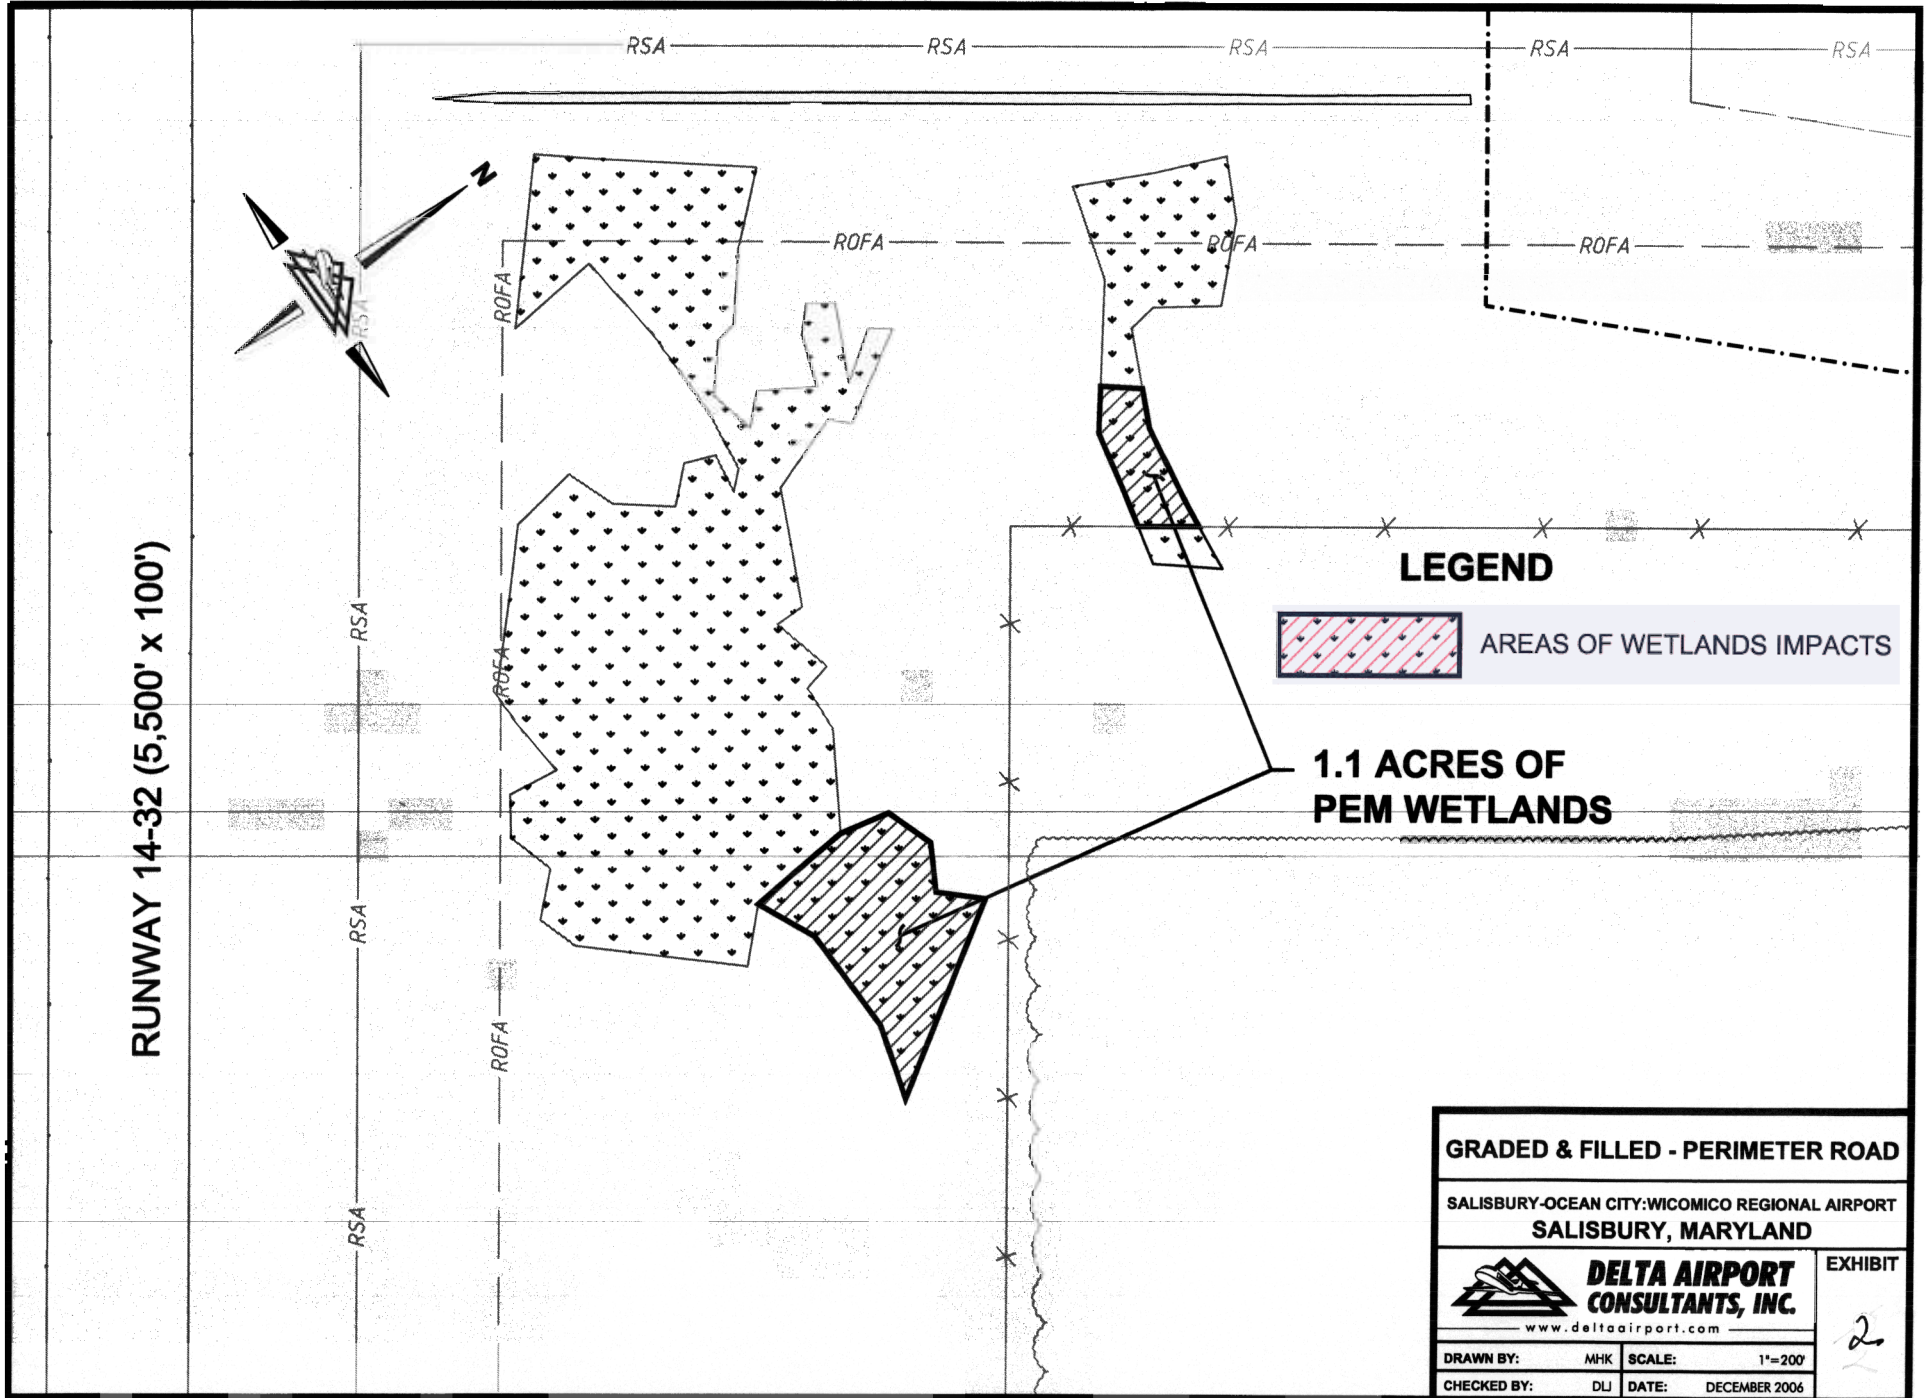 RSA RSA RSA RSA RSA
N
ROFA ROFA ROFA
ROFA
RSA
RUNWAY 14-32 (5,500' x 100')
RSA
ROFA
LEGEND
AREAS OF WETLANDS IMPACTS
1.1 ACRES OF
PEM WETLANDS
RSA
ROFA
RSA
GRADED & FILLED - PERIMETER ROAD
SALISBURY-OCEAN CITY:WICOMICO REGIONAL AIRPORT
SALISBURY, MARYLAND
DELTA AIRPORT
CONSULTANTS, INC.
www.deltaairport.com
EXHIBIT
2
DRAWN BY: MHK SCALE: 1"=200'
CHECKED BY: DLJ DATE: DECEMBER 2006